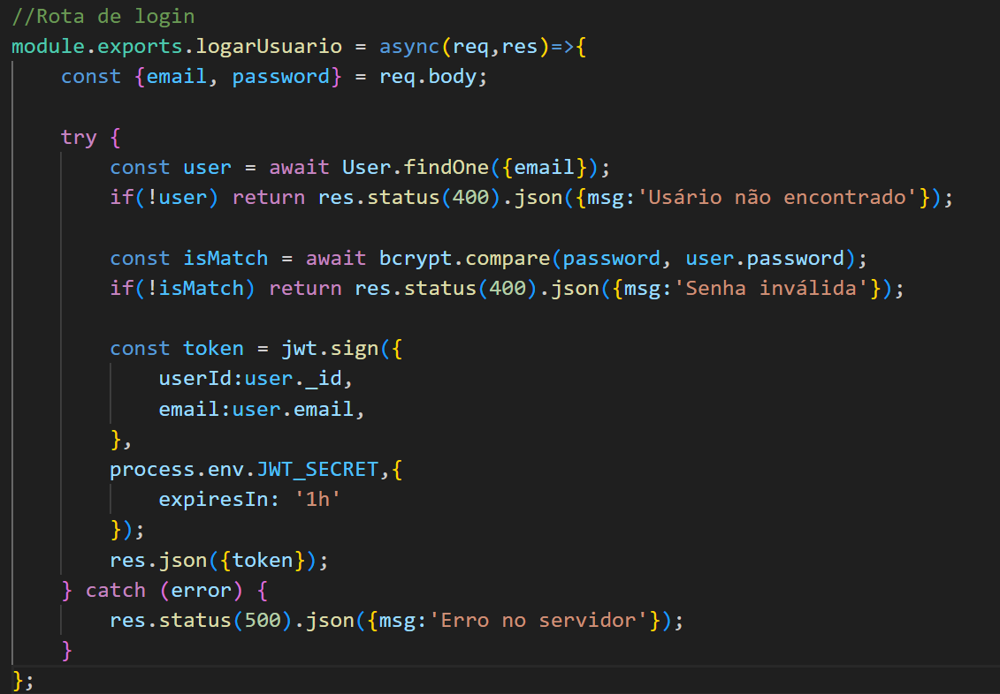 //Rota de login
module.exports.logarUsuario = async(req,res)=>{
    const {email, password} = req.body;

    try {
        const user = await User.findOne({email});
        if(!user) return res.status(400).json({msg:'Usário não encontrado'});

        const isMatch = await bcrypt.compare(password, user.password);
        if(!isMatch) return res.status(400).json({msg:'Senha inválida'});

        const token = jwt.sign({
            userId:user._id,
            email:user.email,
        },
        process.env.JWT_SECRET,{
            expiresIn: '1h'
        });
        res.json({token});
    } catch (error) {
        res.status(500).json({msg:'Erro no servidor'});
    }
};